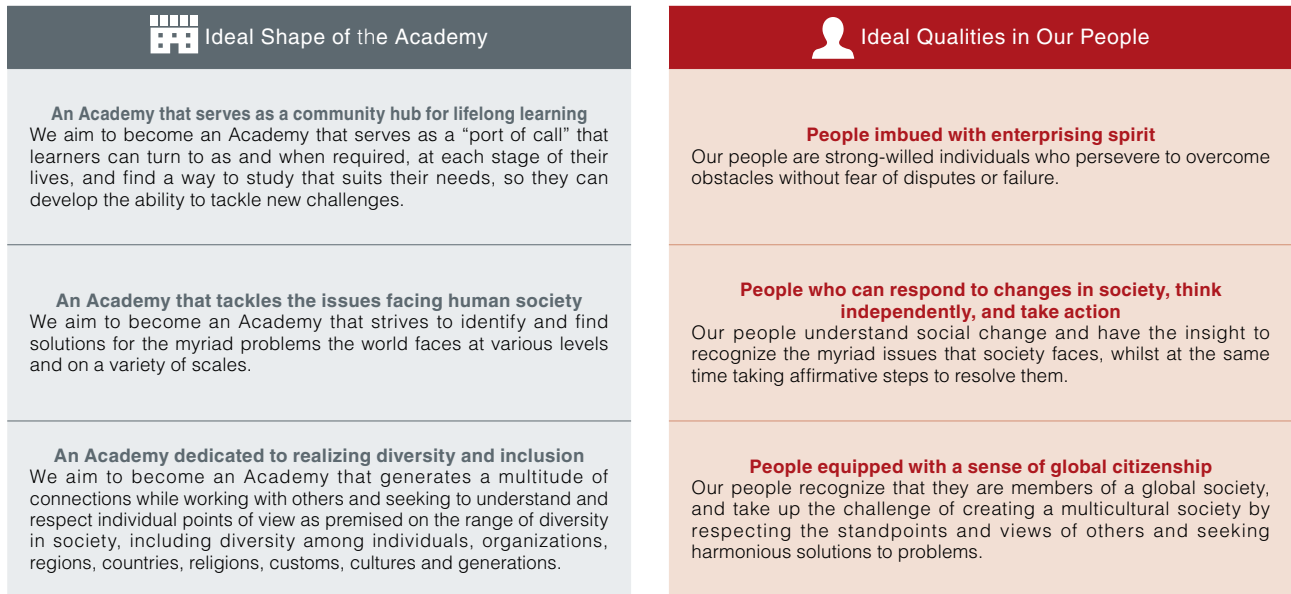 Ideal Shape of the Academy
An Academy that serves as a community hub for lifelong learning
We aim to become an Academy that serves as a “port of call” that
learners can turn to as and when required, at each stage of their
lives, and find a way to study that suits their needs, so they can
develop the ability to tackle new challenges.
An Academy that tackles the issues facing human society
We aim to become an Academy that strives to identify and find
solutions for the myriad problems the world faces at various levels
and on a variety of scales.
An Academy dedicated to realizing diversity and inclusion
We aim to become an Academy that generates a multitude of
connections while working with others and seeking to understand and
respect individual points of view as premised on the range of diversity
in society, including diversity among individuals, organizations,
regions, countries, religions, customs, cultures and generations.
Ideal Qualities in Our People
People imbued with enterprising spirit
Our people are strong-willed individuals who persevere to overcome
obstacles without fear of disputes or failure.
People who can respond to changes in society, think
independently, and take action
Our people understand social change and have the insight to
recognize the myriad issues that society faces, whilst at the same
time taking affirmative steps to resolve them.
People equipped with a sense of global citizenship
Our people recognize that they are members of a global society,
and take up the challenge of creating a multicultural society by
respecting the standpoints and views of others and seeking
harmonious solutions to problems.